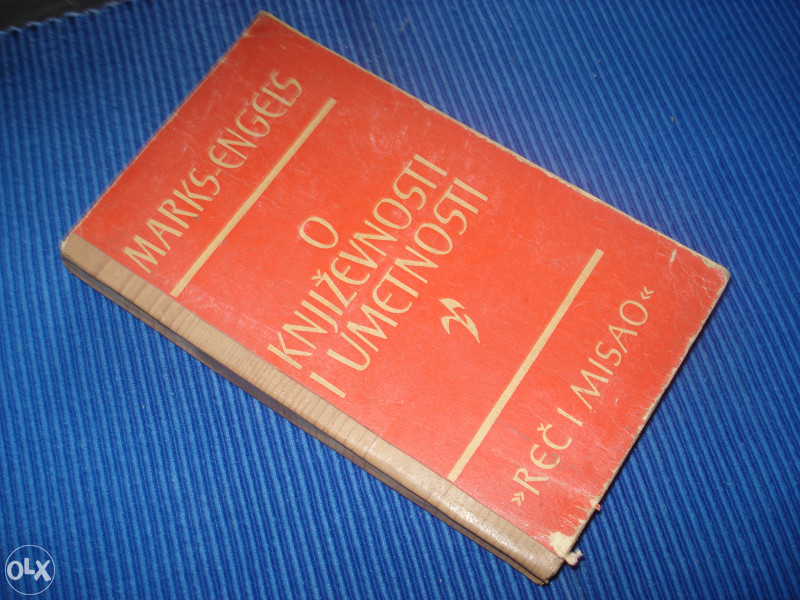 MARKS-ENGELS
O
KNJIŽEVNOSTI
I UMETNOSTI
»REČ I MISAO«
OLX